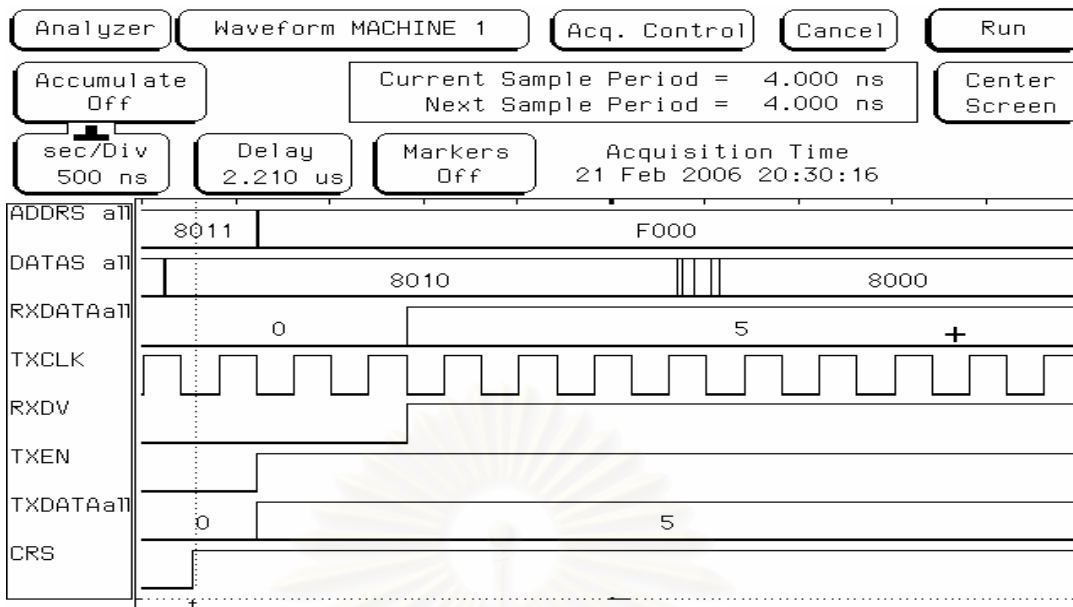 Analyzer Waveform MACHINE 1 Acq. Control Cancel Run
Accumulate Off
Current Sample Period = 4.000 ns
Next Sample Period = 4.000 ns
Center Screen
sec/Div 500 ns
Delay 2.210 us
Markers Off
Acquisition Time
21 Feb 2006 20:30:16
ADDRS all 8011 F000
DATAS all 8010 8000
RXDATAall 0 5
TXCLK
RXDV
TXEN
TXDATAall 0 5
CRS